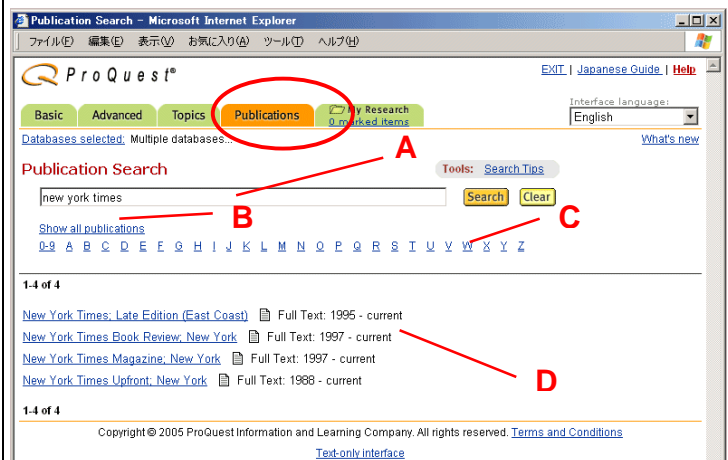 Publication Search - Microsoft Internet Explorer
ファイル(F) 編集(E) 表示(V) お気に入り(A) ツール(T) ヘルプ(H)
ProQuest®
EXIT | Japanese Guide | Help
Basic Advanced Topics Publications My Research
0 marked items
Interface language:
English
Databases selected: Multiple databases...
What's new
A
Publication Search
Tools: Search Tips
new york times
Search Clear
B
C
Show all publications
0-9 A B C D E F G H I J K L M N O P Q R S T U V W X Y Z
1-4 of 4
New York Times; Late Edition (East Coast) Full Text: 1995 - current
New York Times Book Review; New York Full Text: 1997 - current
New York Times Magazine; New York Full Text: 1997 - current
New York Times Upfront; New York Full Text: 1988 - current
D
1-4 of 4
Copyright © 2005 ProQuest Information and Learning Company. All rights reserved. Terms and Conditions
Text-only interface